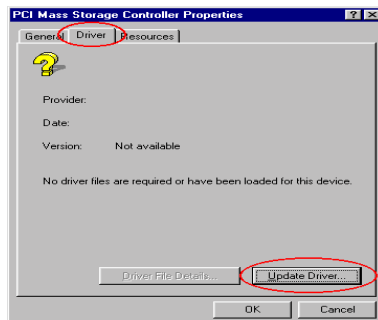 PCI Mass Storage Controller Properties
General Driver Resources
Provider:
Date:
Version: Not available
No driver files are required or have been loaded for this device.
Driver File Details... Update Driver...
OK Cancel